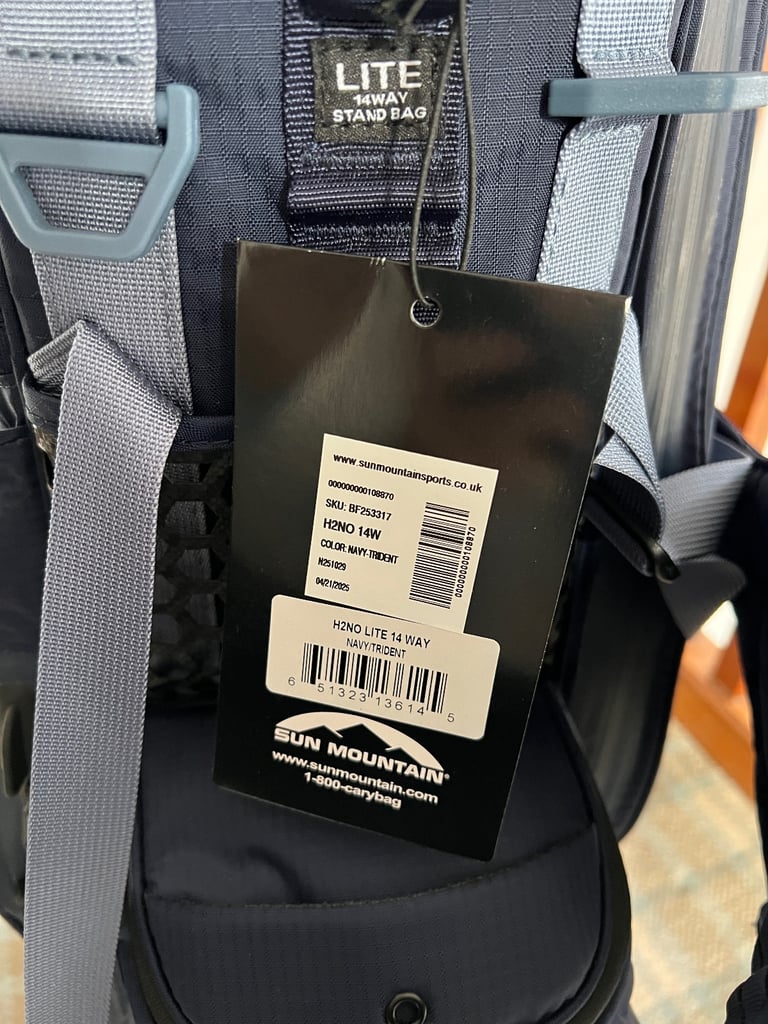 LITE
14WAY
STAND BAG
www.sunmountainsports.co.uk
000000000108870
SKU: BF253317
H2NO 14W
COLOR: NAVY-TRIDENT
N251029
04/21/2025
000000000108870
H2NO LITE 14 WAY
NAVY/TRIDENT
6 51323 13614 5
SUN MOUNTAIN®
www.sunmountain.com
1-800-carybag